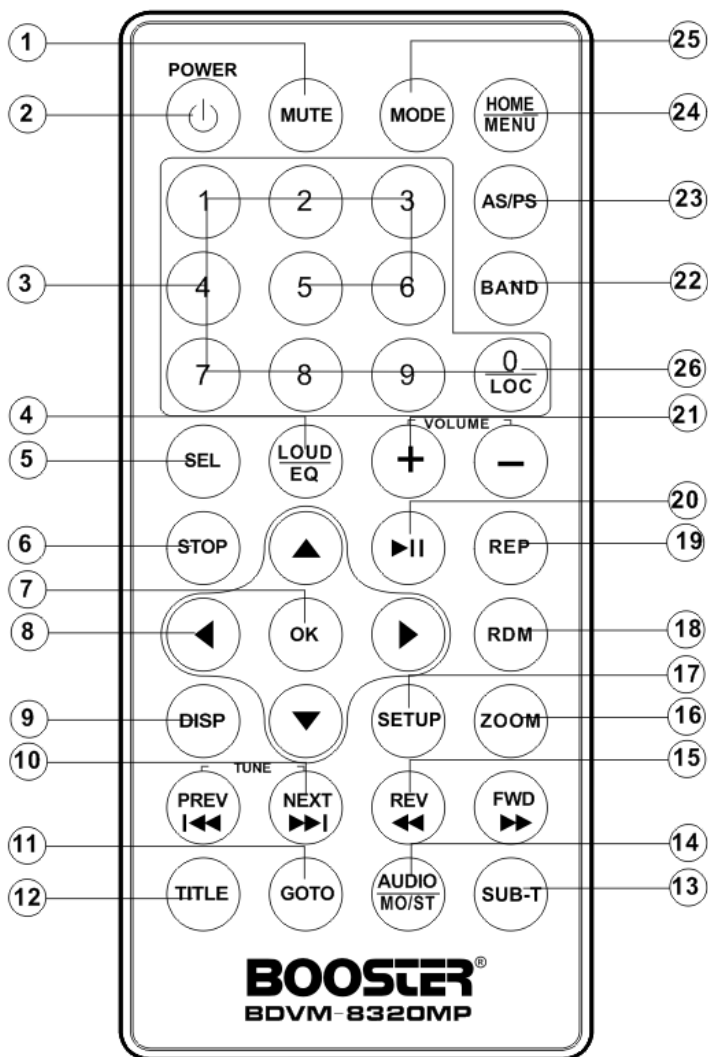 1 25
POWER
2 MUTE MODE HOME 24
MENU
1 2 3 AS/PS 23
3 4 5 6 BAND 22
7 8 9 0 26
LOC
4 VOLUME 21
5 SEL LOUD + − 
EQ
20
6 STOP ▲ ▶II REP 19
7
8 ◀ OK ▶ RDM 18
17
9 DISP ▼ SETUP ZOOM 16
10 TUNE 15
PREV NEXT REV FWD
I◀◀ ▶▶I ◀◀ ▶▶
11 14
12 TITLE GOTO AUDIO SUB-T 13
MO/ST
BOOSTER®
BDVM-8320MP